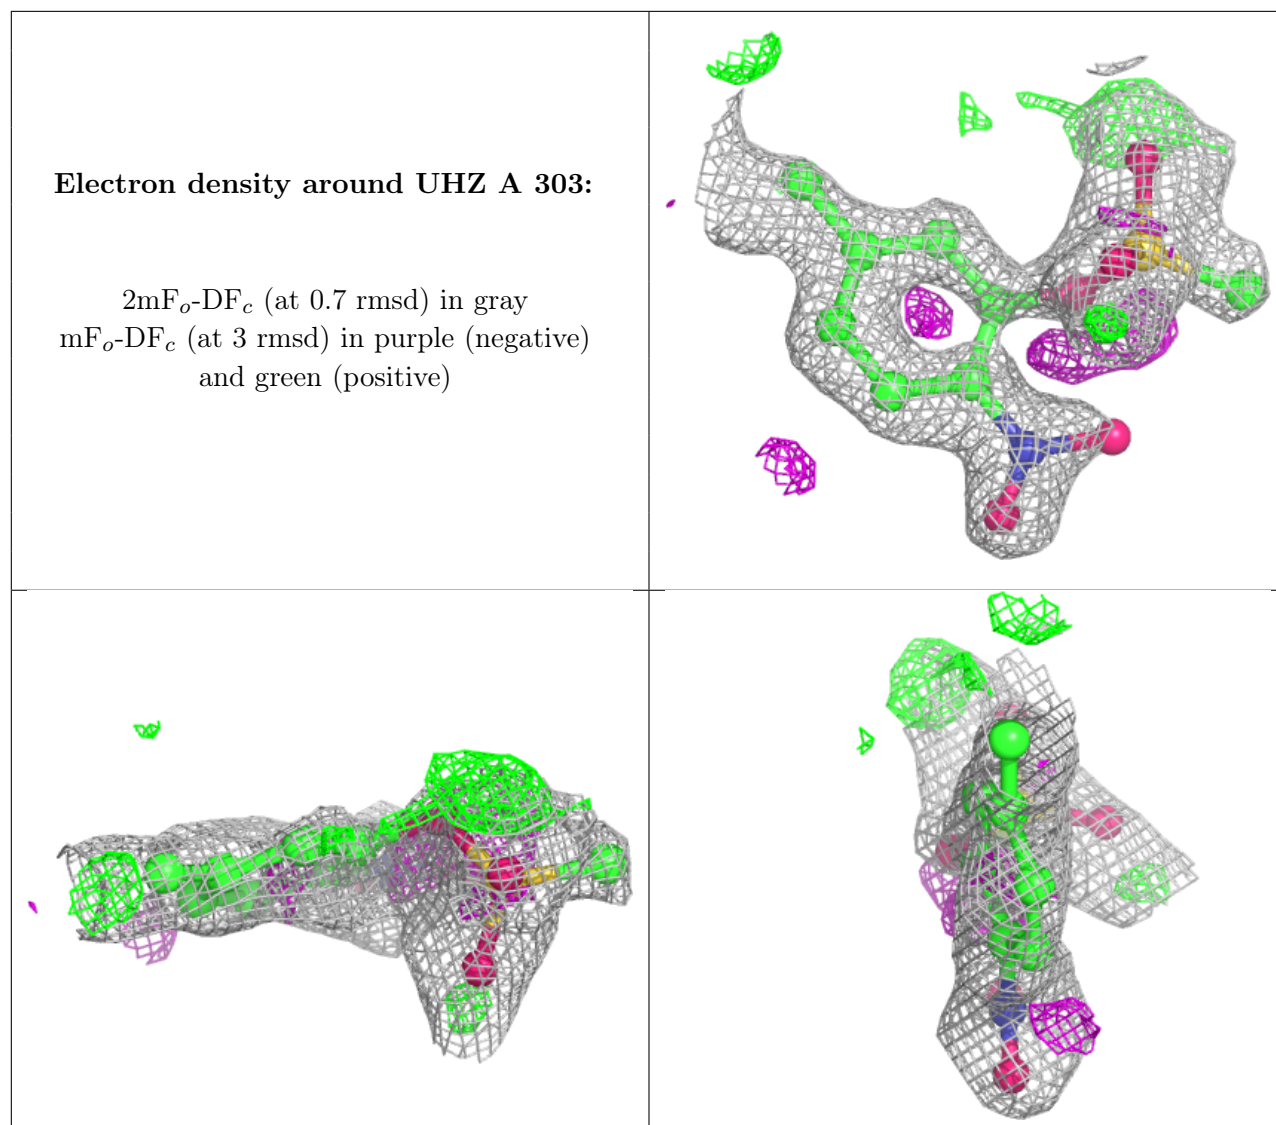 Electron density around UHZ A 303:
2mFₒ-DF𝒸 (at 0.7 rmsd) in gray
mFₒ-DF𝒸 (at 3 rmsd) in purple (negative)
and green (positive)